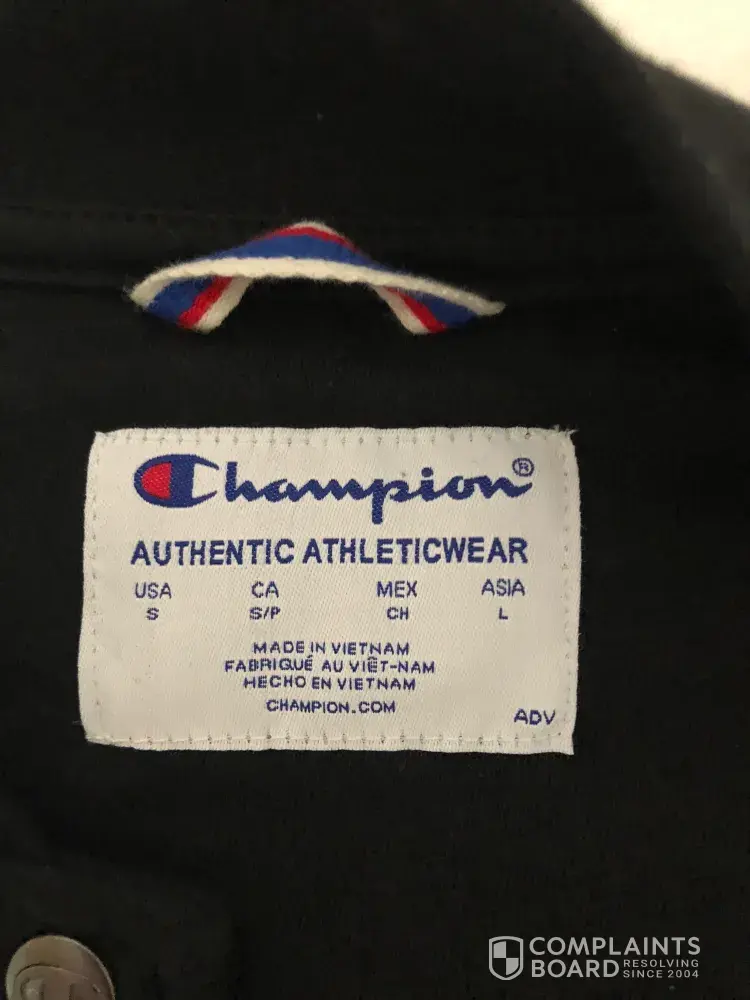 Champion®
AUTHENTIC ATHLETICWEAR
USA CA MEX ASIA
S S/P CH L
MADE IN VIETNAM
FABRIQUÉ AU VIÊT-NAM
HECHO EN VIETNAM
CHAMPION.COM
ADV
COMPLAINTS
BOARD RESOLVING
SINCE 2004